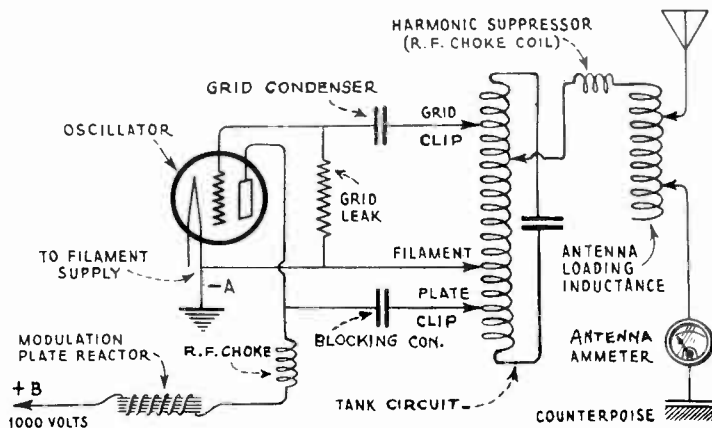 HARMONIC SUPPRESSOR
(R.F. CHOKE COIL)
GRID CONDENSER
OSCILLATOR
GRID
CLIP
GRID
LEAK
TO FILAMENT
SUPPLY
-A
FILAMENT
PLATE
CLIP
ANTENNA
LOADING
INDUCTANCE
MODULATION
PLATE REACTOR
R.F. CHOKE
BLOCKING CON.
ANTENNA
AMMETER
+B
1000 VOLTS
TANK CIRCUIT
COUNTERPOISE